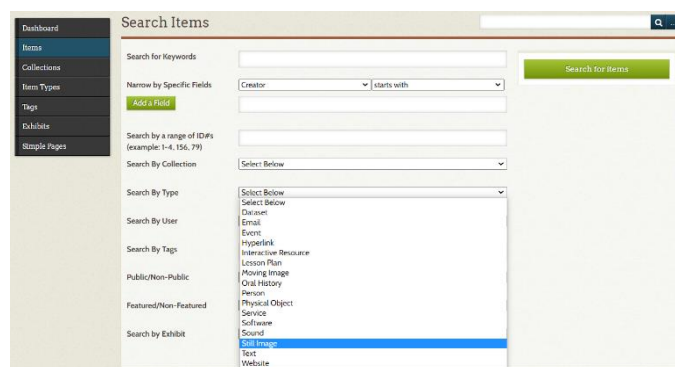 Dashboard
Items
Collections
Item Types
Tags
Exhibits
Simple Pages
Search Items
Search for Keywords
Narrow by Specific Fields
Creator
starts with
Add a Field
Search by a range of ID#s
(example: 1-4, 156, 79)
Search By Collection
Select Below
Search By Type
Select Below
Select Below
Dataset
Email
Event
Hyperlink
Interactive Resource
Lesson Plan
Moving Image
Oral History
Person
Physical Object
Service
Software
Sound
Still Image
Text
Website
Search By User
Search By Tags
Public/Non-Public
Featured/Non-Featured
Search by Exhibit
Search for items